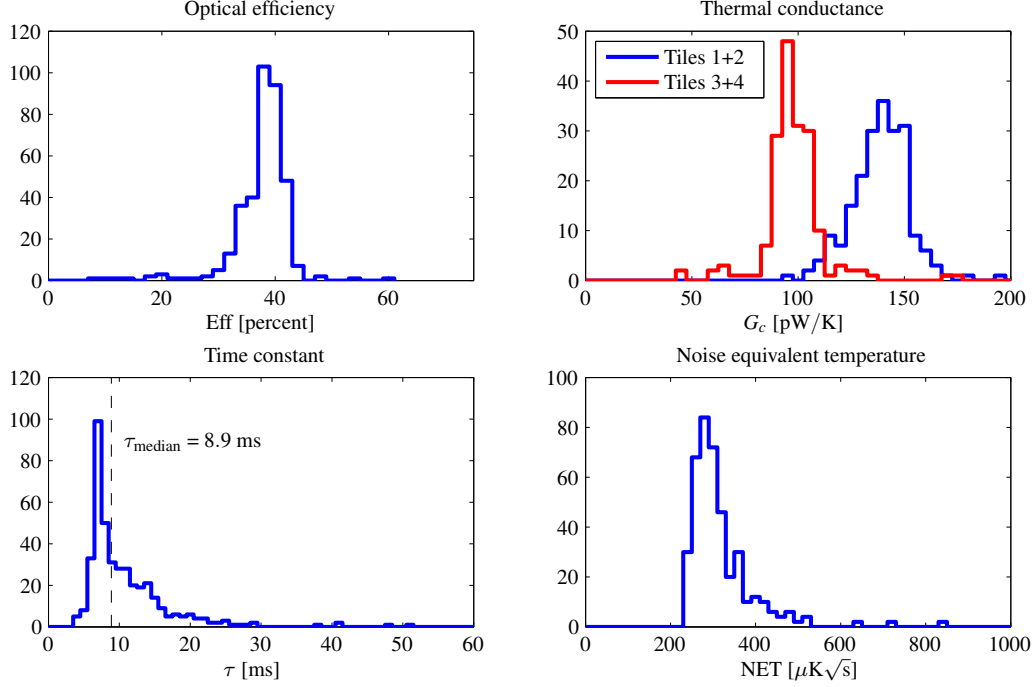 Optical efficiency
120
100
80
60
40
20
0
0 20 40 60
Eff [percent]
Thermal conductance
50
40
30
20
10
0
Tiles 1+2
Tiles 3+4
0 50 100 150 200
G_c [pW/K]
Time constant
120
100
80
60
40
20
0
τ_median = 8.9 ms
0 10 20 30 40 50 60
τ [ms]
Noise equivalent temperature
100
80
60
40
20
0
0 200 400 600 800 1000
NET [μK√s]